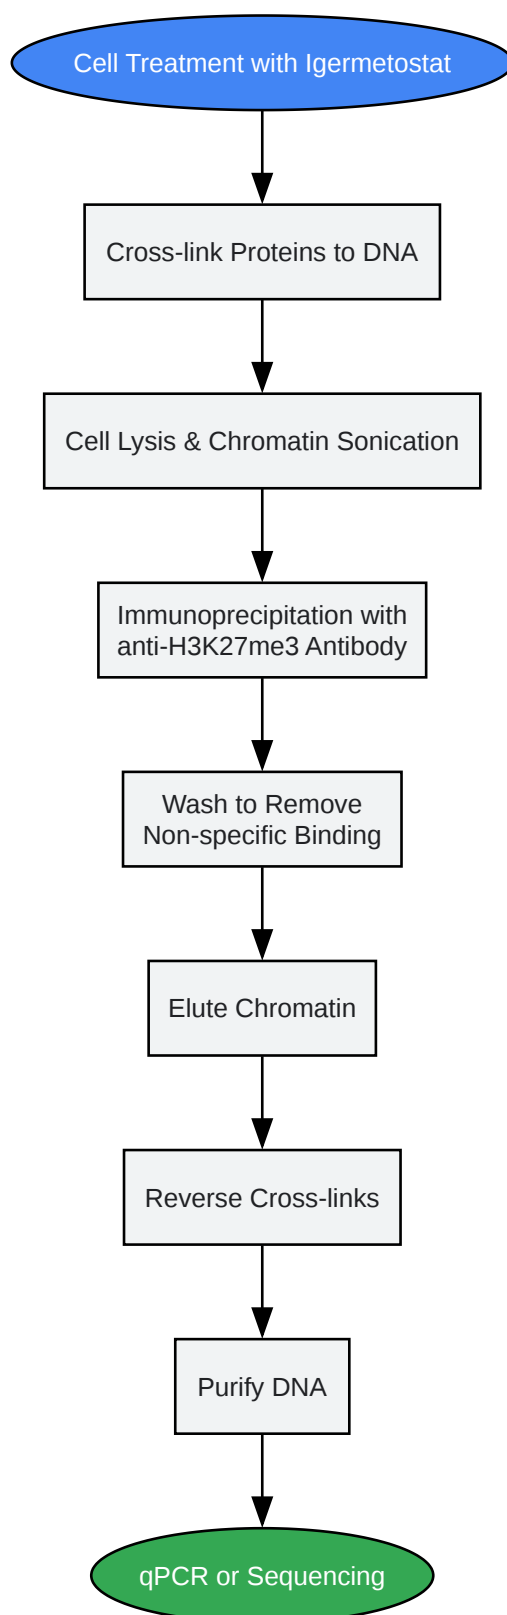 Cell Treatment with Igermetostat
Cross-link Proteins to DNA
Cell Lysis & Chromatin Sonication
Immunoprecipitation with
anti-H3K27me3 Antibody
Wash to Remove
Non-specific Binding
Elute Chromatin
Reverse Cross-links
Purify DNA
qPCR or Sequencing